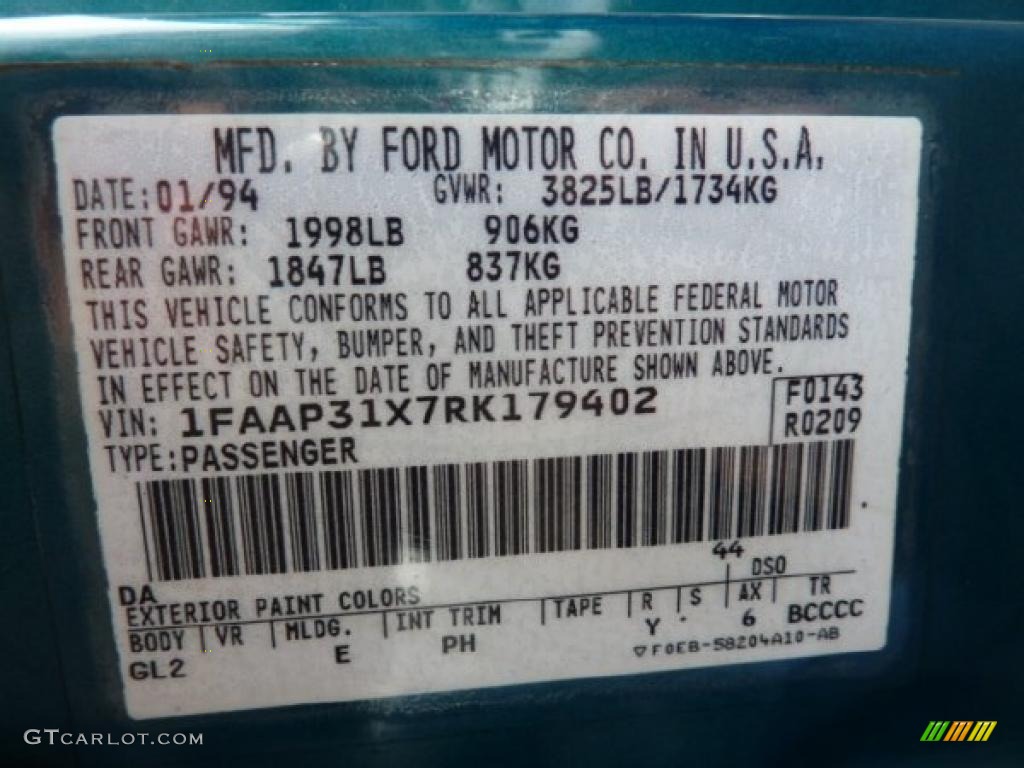 MFD. BY FORD MOTOR CO. IN U.S.A.
DATE: 01/94 GVWR: 3825LB/1734KG
FRONT GAWR: 1998LB 906KG
REAR GAWR: 1847LB 837KG
THIS VEHICLE CONFORMS TO ALL APPLICABLE FEDERAL MOTOR
VEHICLE SAFETY, BUMPER, AND THEFT PREVENTION STANDARDS
IN EFFECT ON THE DATE OF MANUFACTURE SHOWN ABOVE.
VIN: 1FAAP31X7RK179402 F0143
TYPE: PASSENGER R0209
44
DA DSO
EXTERIOR PAINT COLORS
BODY VR MLDG. INT TRIM TAPE R S AX TR
GL2 E PH Y 6 BCCCC
▽F0EB-58204A10-AB
GTCARLOT.COM